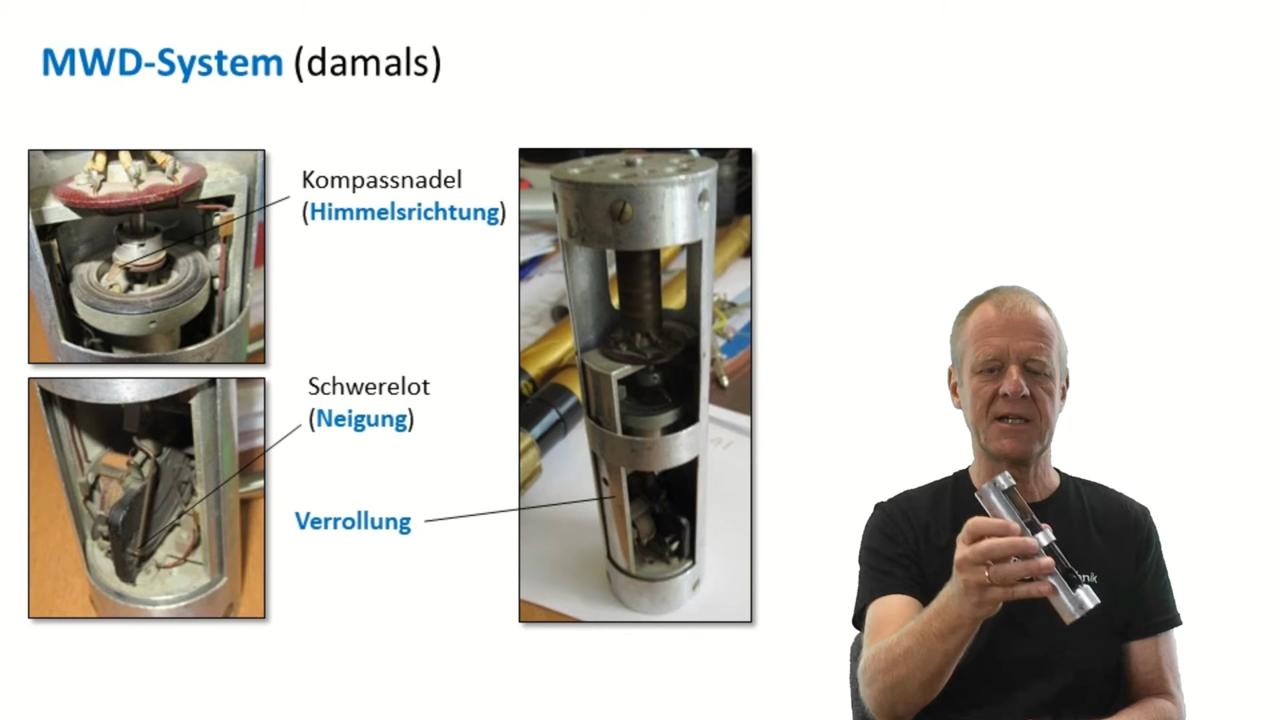 MWD-System (damals)
Kompassnadel
(Himmelsrichtung)
Schwerelot
(Neigung)
Verrollung